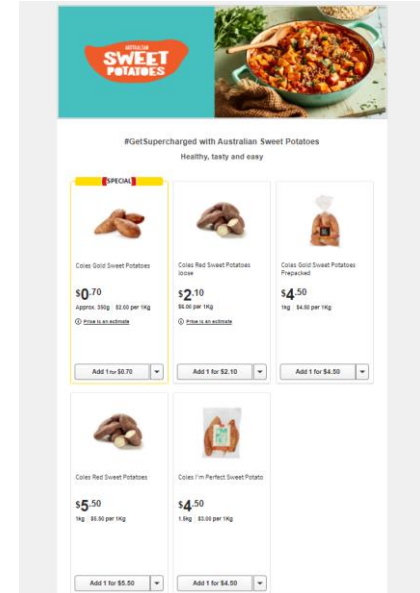 AUSTRALIAN
SWEET
POTATOES
#GetSupercharged with Australian Sweet Potatoes
Healthy, tasty and easy
SPECIAL
Coles Gold Sweet Potatoes
$0.70
Approx. 350g $2.00 per 1Kg
Price is an estimate
Add 1 for $0.70
Coles Red Sweet Potatoes
loose
$2.10
$6.00 per 1Kg
Price is an estimate
Add 1 for $2.10
Coles Gold Sweet Potatoes
Prepacked
$4.50
1kg $4.50 per 1Kg
Add 1 for $4.50
Coles Red Sweet Potatoes
$5.50
1kg $5.50 per 1Kg
Add 1 for $5.50
Coles I'm Perfect Sweet Potato
$4.50
1.5kg $3.00 per 1Kg
Add 1 for $4.50